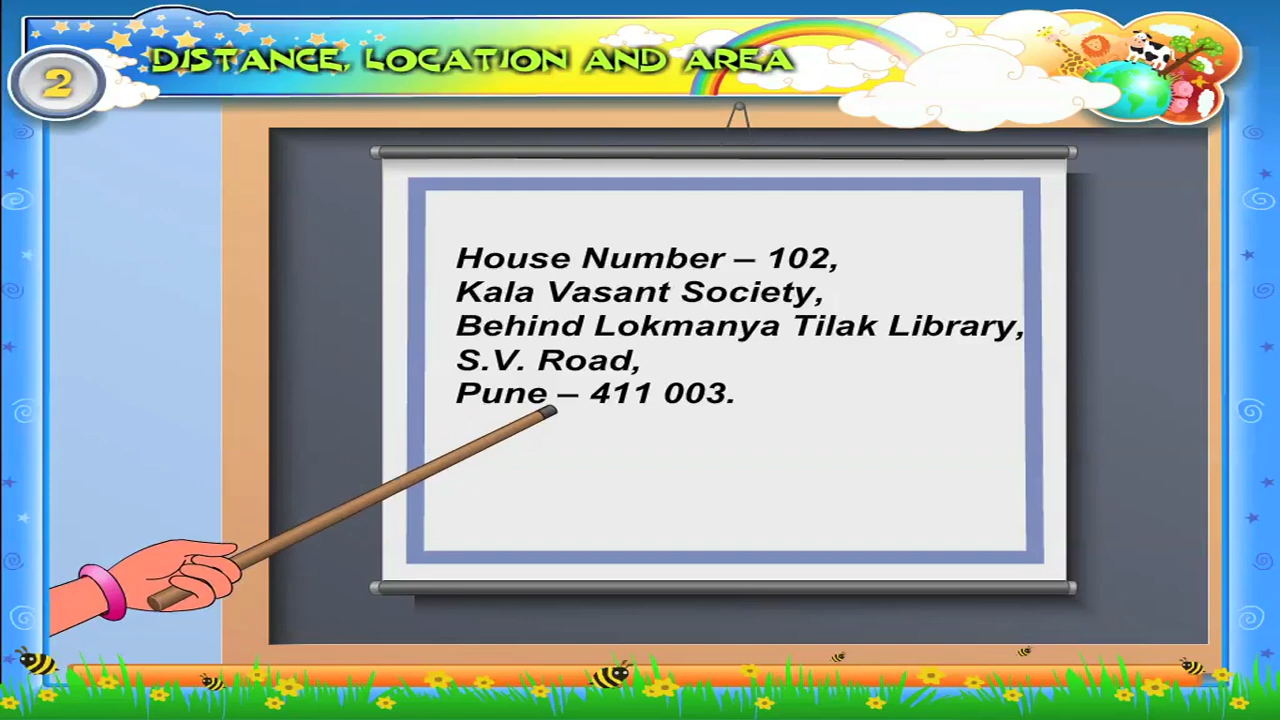 2
DISTANCE, LOCATION AND AREA
House Number – 102,
Kala Vasant Society,
Behind Lokmanya Tilak Library,
S.V. Road,
Pune – 411 003.